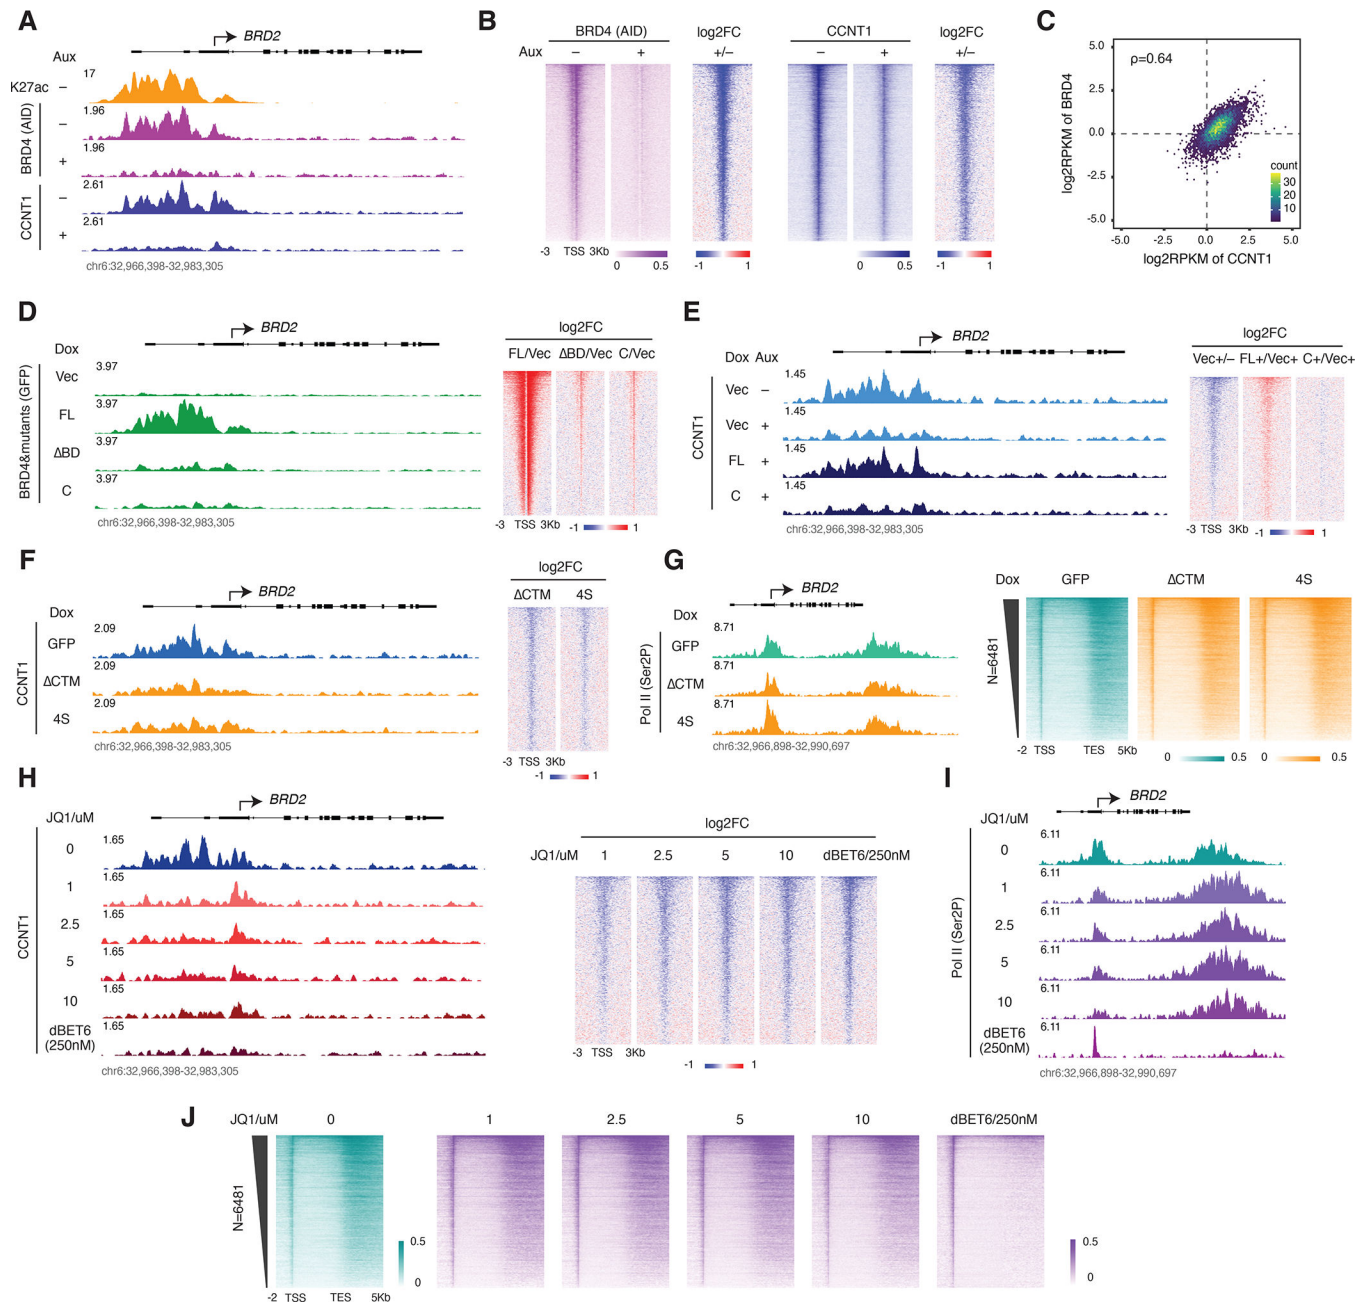 A
BRD2
Aux
K27ac
–
17
BRD4 (AID)
–
1.96
+
1.96
CCNT1
–
2.61
+
2.61
chr6:32,966,398-32,983,305
B
BRD4 (AID)
log2FC
CCNT1
log2FC
Aux
–
+
+/–
–
+
+/–
-3
TSS
3Kb
0
0.5
-1
1
0
0.5
-1
1
C
ρ=0.64
log2RPKM of BRD4
5.0
2.5
0.0
-2.5
-5.0
count
30
20
10
-5.0
-2.5
0.0
2.5
5.0
log2RPKM of CCNT1
D
BRD2
Dox
BRD4&mutants (GFP)
Vec
3.97
FL
3.97
ΔBD
3.97
C
3.97
chr6:32,966,398-32,983,305
log2FC
FL/Vec
ΔBD/Vec
C/Vec
-3
TSS
3Kb
-1
1
E
BRD2
Dox Aux
CCNT1
Vec –
1.45
Vec +
1.45
FL +
1.45
C +
1.45
chr6:32,966,398-32,983,305
log2FC
Vec+/–
FL+/Vec+
C+/Vec+
-3
TSS
3Kb
-1
1
F
BRD2
Dox
CCNT1
GFP
2.09
ΔCTM
2.09
4S
2.09
chr6:32,966,398-32,983,305
log2FC
ΔCTM
4S
-3
TSS
3Kb
-1
1
G
BRD2
Dox
Pol II (Ser2P)
GFP
8.71
ΔCTM
8.71
4S
8.71
chr6:32,966,898-32,990,697
Dox
GFP
ΔCTM
4S
N=6481
-2
TSS
TES
5Kb
0
0.5
0
0.5
H
BRD2
JQ1/uM
CCNT1
0
1.65
1
1.65
2.5
1.65
5
1.65
10
1.65
dBET6
(250nM)
1.65
chr6:32,966,398-32,983,305
log2FC
JQ1/uM
1
2.5
5
10
dBET6/250nM
-3
TSS
3Kb
-1
1
I
BRD2
JQ1/uM
Pol II (Ser2P)
0
6.11
1
6.11
2.5
6.11
5
6.11
10
6.11
dBET6
(250nM)
6.11
chr6:32,966,898-32,990,697
J
JQ1/uM
0
1
2.5
5
10
dBET6/250nM
N=6481
0.5
0
0.5
0
-2
TSS
TES
5Kb